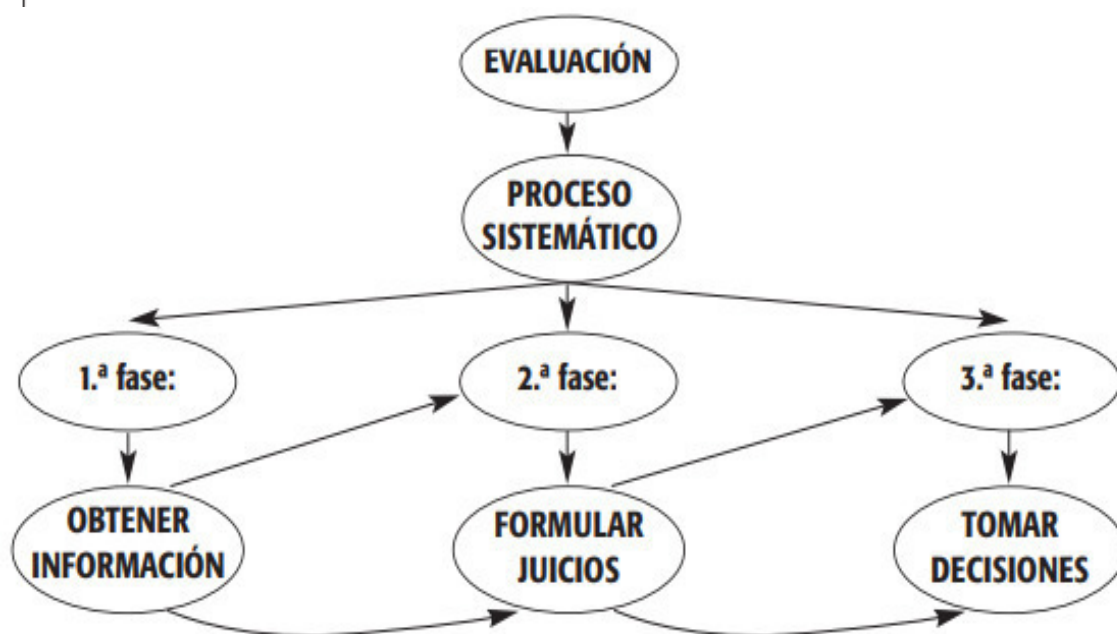 EVALUACIÓN
PROCESO
SISTEMÁTICO
1.ª fase:
2.ª fase:
3.ª fase:
OBTENER
INFORMACIÓN
FORMULAR
JUICIOS
TOMAR
DECISIONES